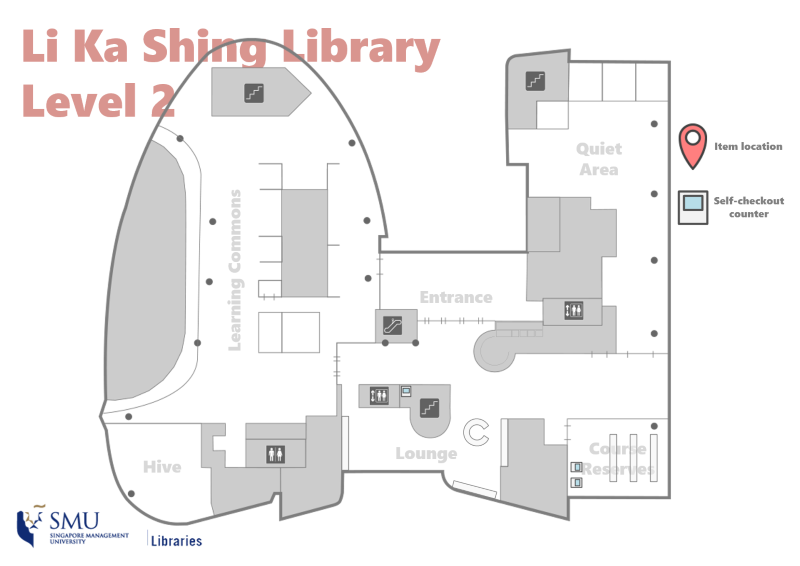 Li Ka Shing Library
Level 2
Quiet
Area
Item location
Self-checkout
counter
Learning Commons
Entrance
Hive
Lounge
Course
Reserves
SMU
SINGAPORE MANAGEMENT
UNIVERSITY
Libraries